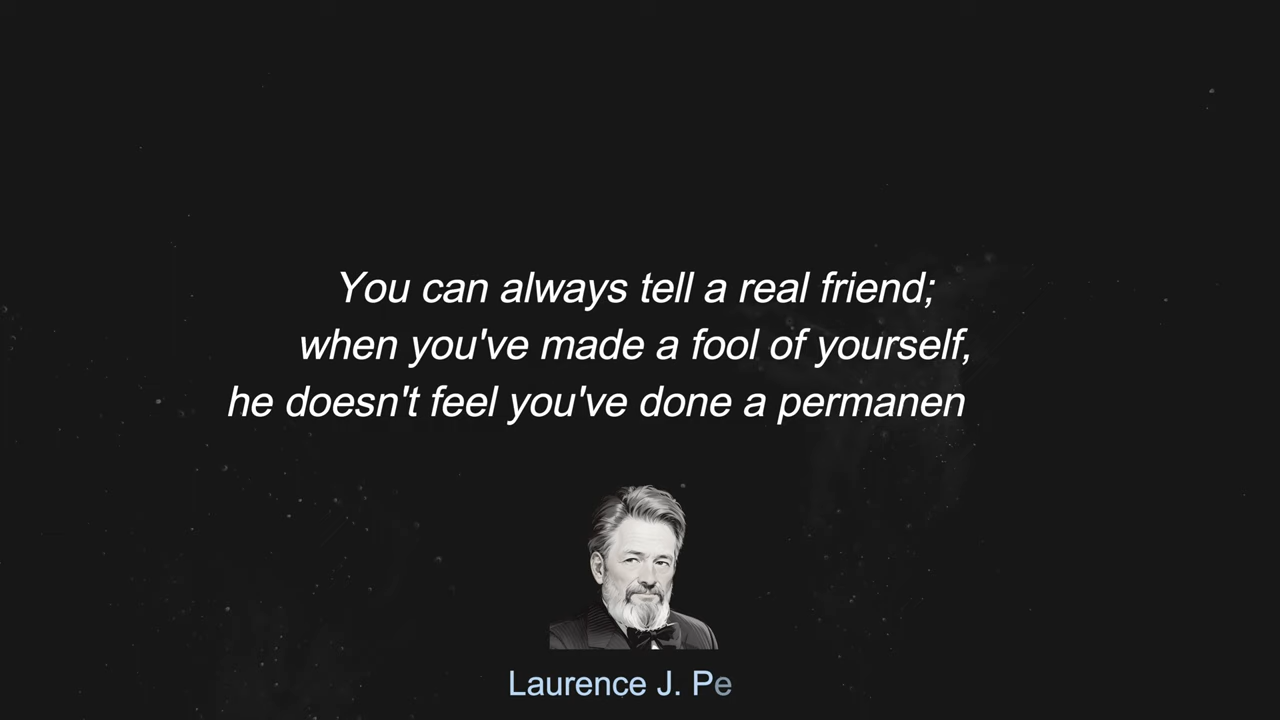 You can always tell a real friend;
when you've made a fool of yourself,
he doesn't feel you've done a permanen
Laurence J. Pe